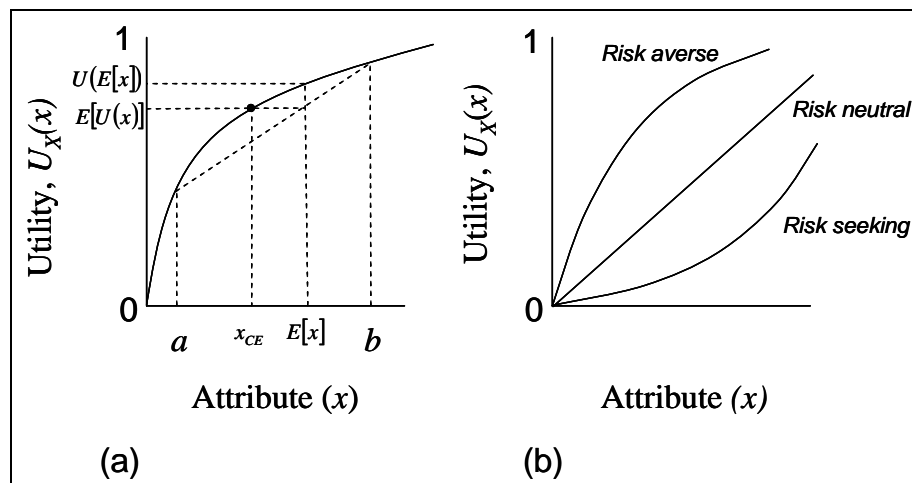 1
U(E[x])
E[U(x)]
Utility, U_X(x)
0
a
x_CE
E[x]
b
Attribute (x)
(a)
1
Risk averse
Risk neutral
Utility, U_X(x)
Risk seeking
0
Attribute (x)
(b)